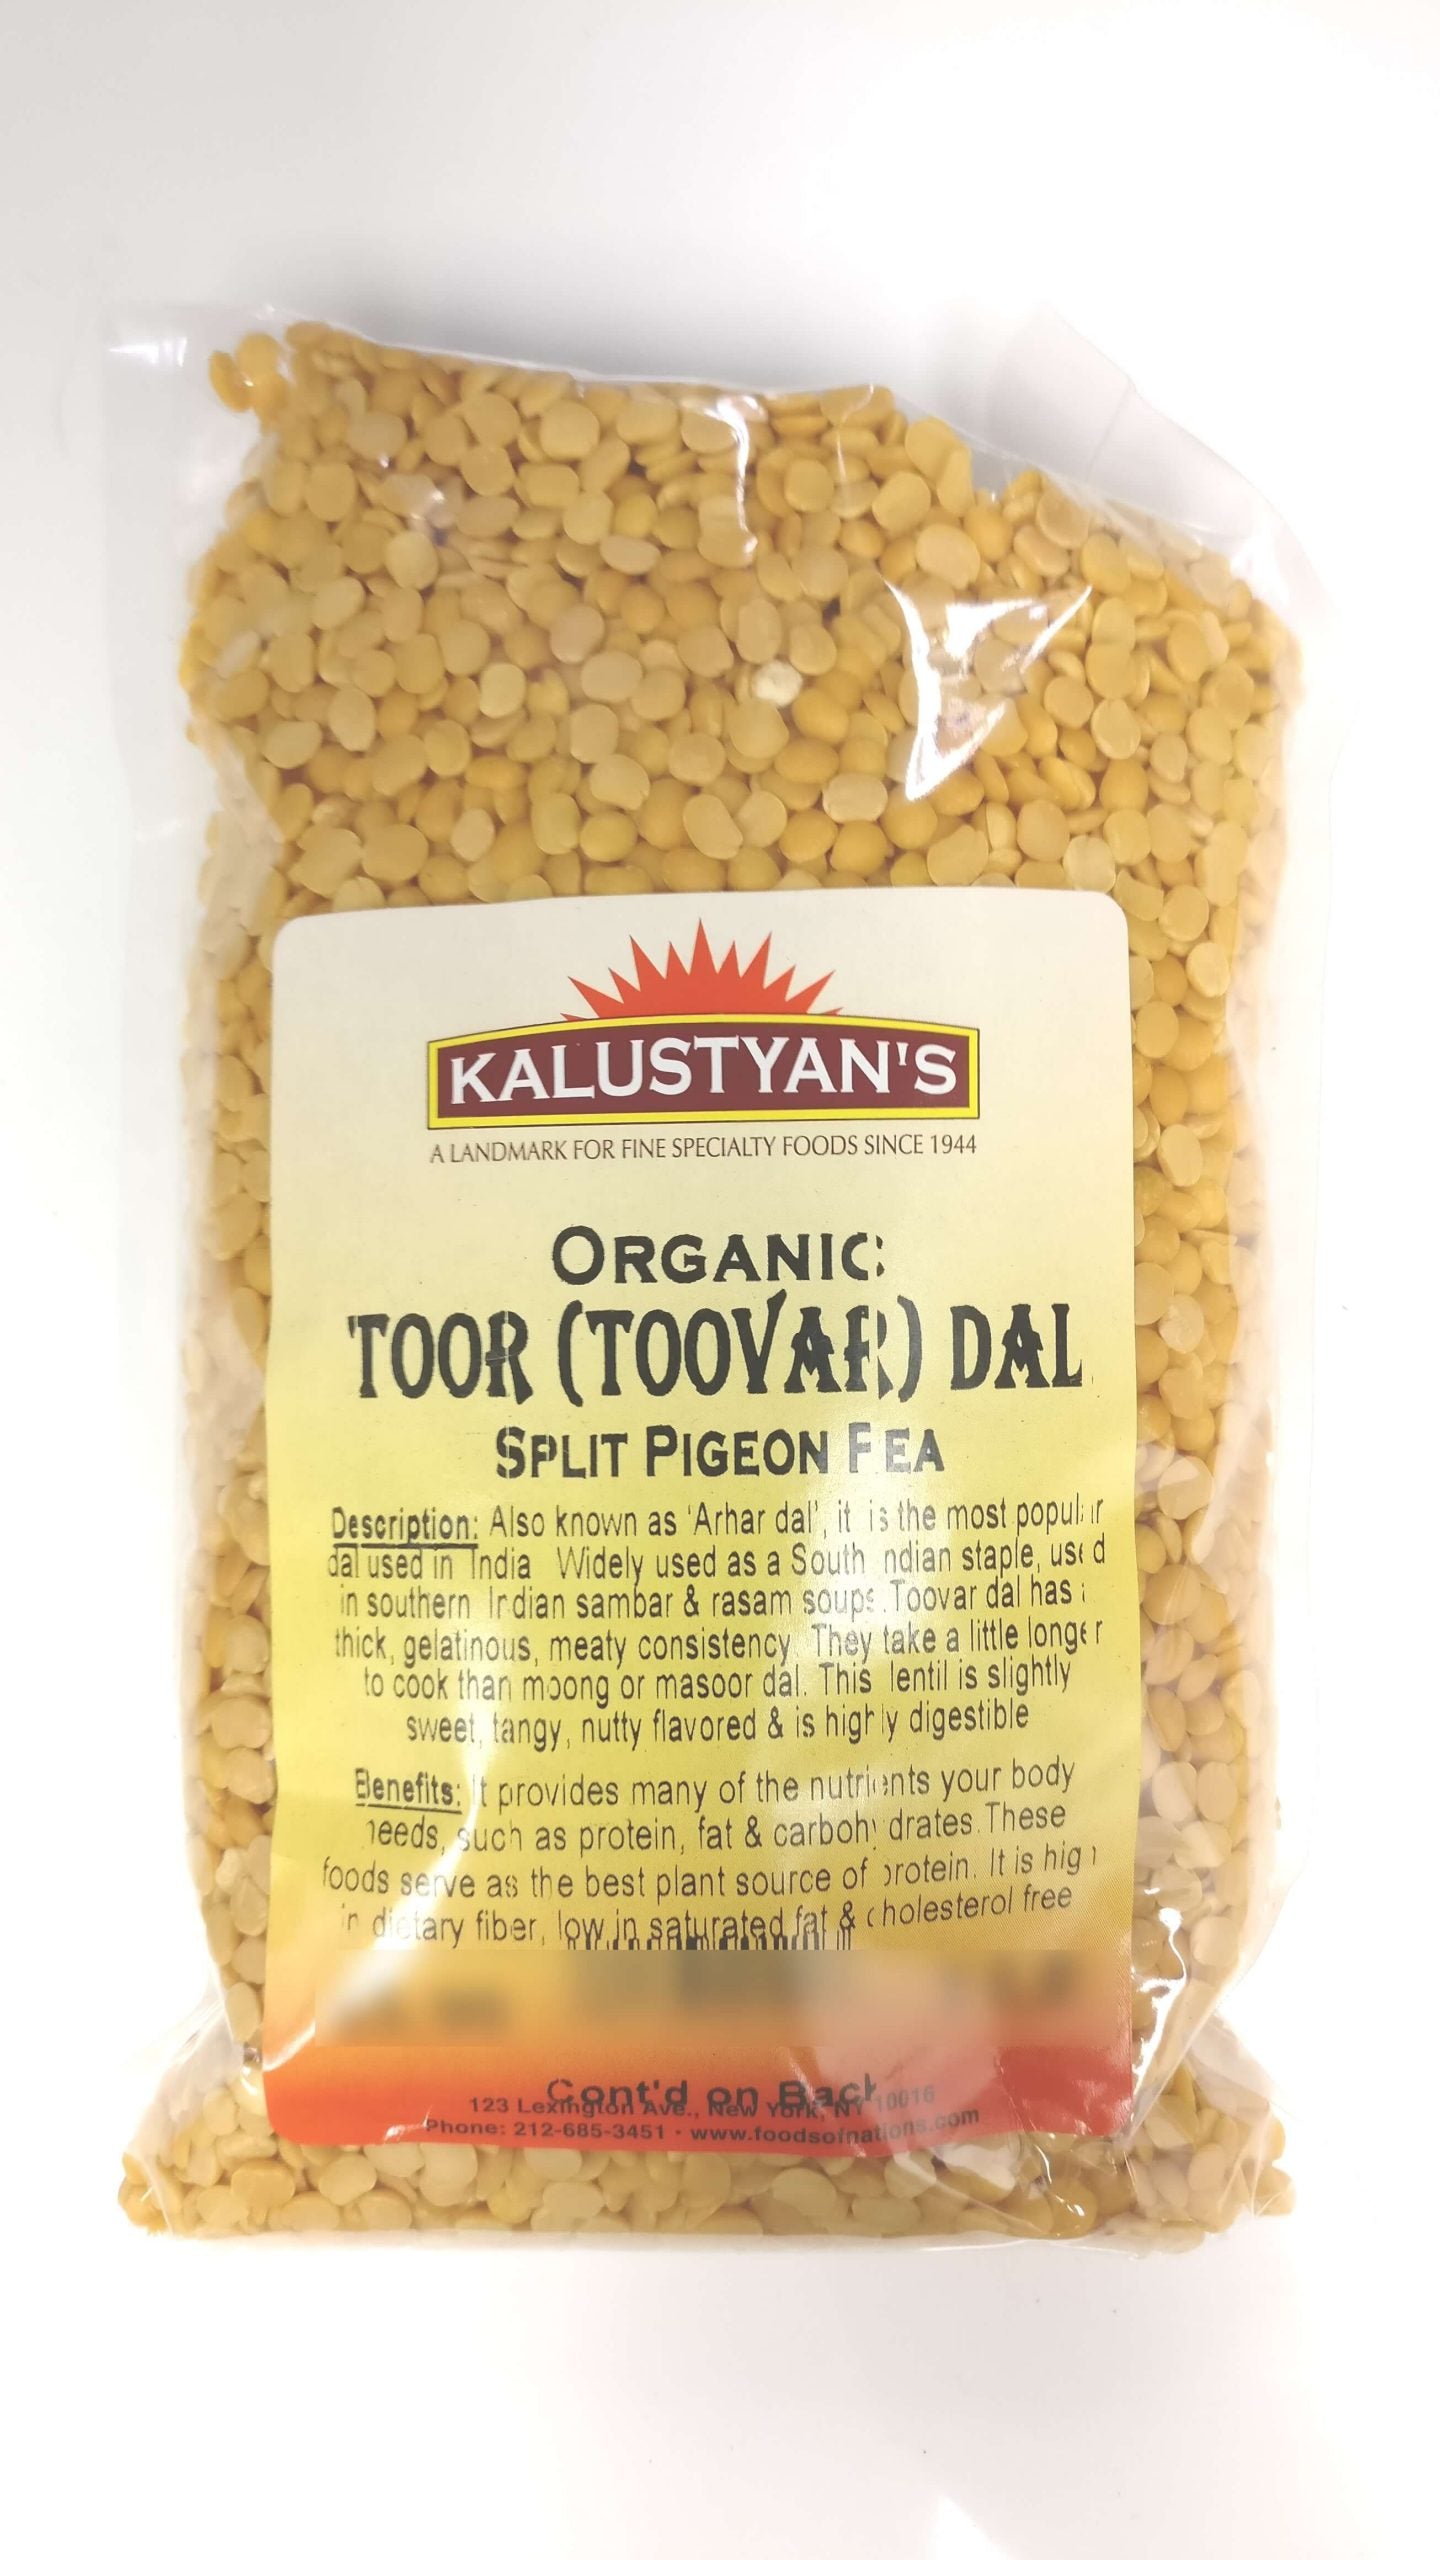 KALUSTYAN'S
A LANDMARK FOR FINE SPECIALTY FOODS SINCE 1944
ORGANIC
TOOR (TOOVAR) DAL
SPLIT PIGEON PEA
Description: Also known as 'Arhar dal', it is the most popular
dal used in India Widely used as a South Indian staple, used
in southern Indian sambar & rasam soups. Toovar dal has a
thick, gelatinous, meaty consistency. They take a little longer
to cook than moong or masoor dal. This lentil is slightly
sweet, tangy, nutty flavored & is highly digestible
Benefits: It provides many of the nutrients your body
needs, such as protein, fat & carbohydrates. These
foods serve as the best plant source of protein. It is high
in dietary fiber, low in saturated fat & cholesterol free
Cont'd on Back
123 Lexington Ave., New York, NY 10016
Phone: 212-685-3451 · www.foodsofnations.com